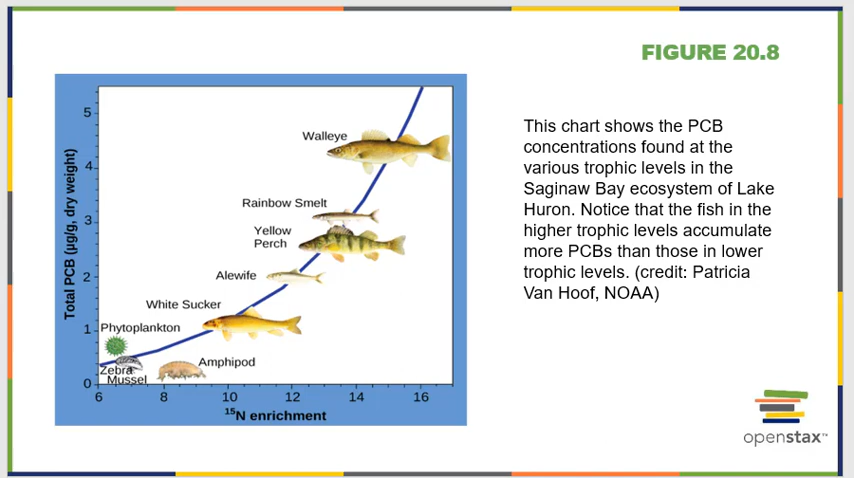 FIGURE 20.8
This chart shows the PCB
concentrations found at the
various trophic levels in the
Saginaw Bay ecosystem of Lake
Huron. Notice that the fish in the
higher trophic levels accumulate
more PCBs than those in lower
trophic levels. (credit: Patricia
Van Hoof, NOAA)
Total PCB (µg/g, dry weight)
5
4
3
2
1
0
Walleye
Rainbow Smelt
Yellow
Perch
Alewife
White Sucker
Phytoplankton
Zebra
Mussel
Amphipod
6 8 10 12 14 16
15N enrichment
openstax™